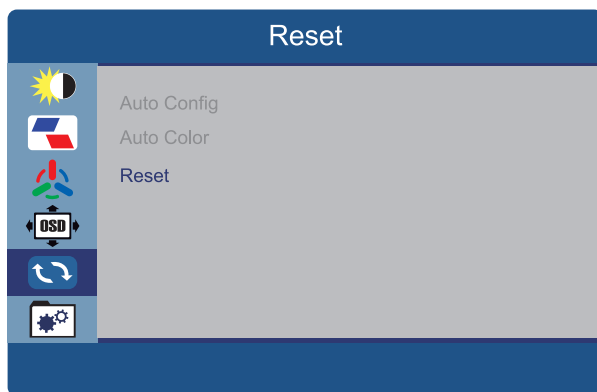 Reset
Auto Config
Auto Color
Reset
OSD